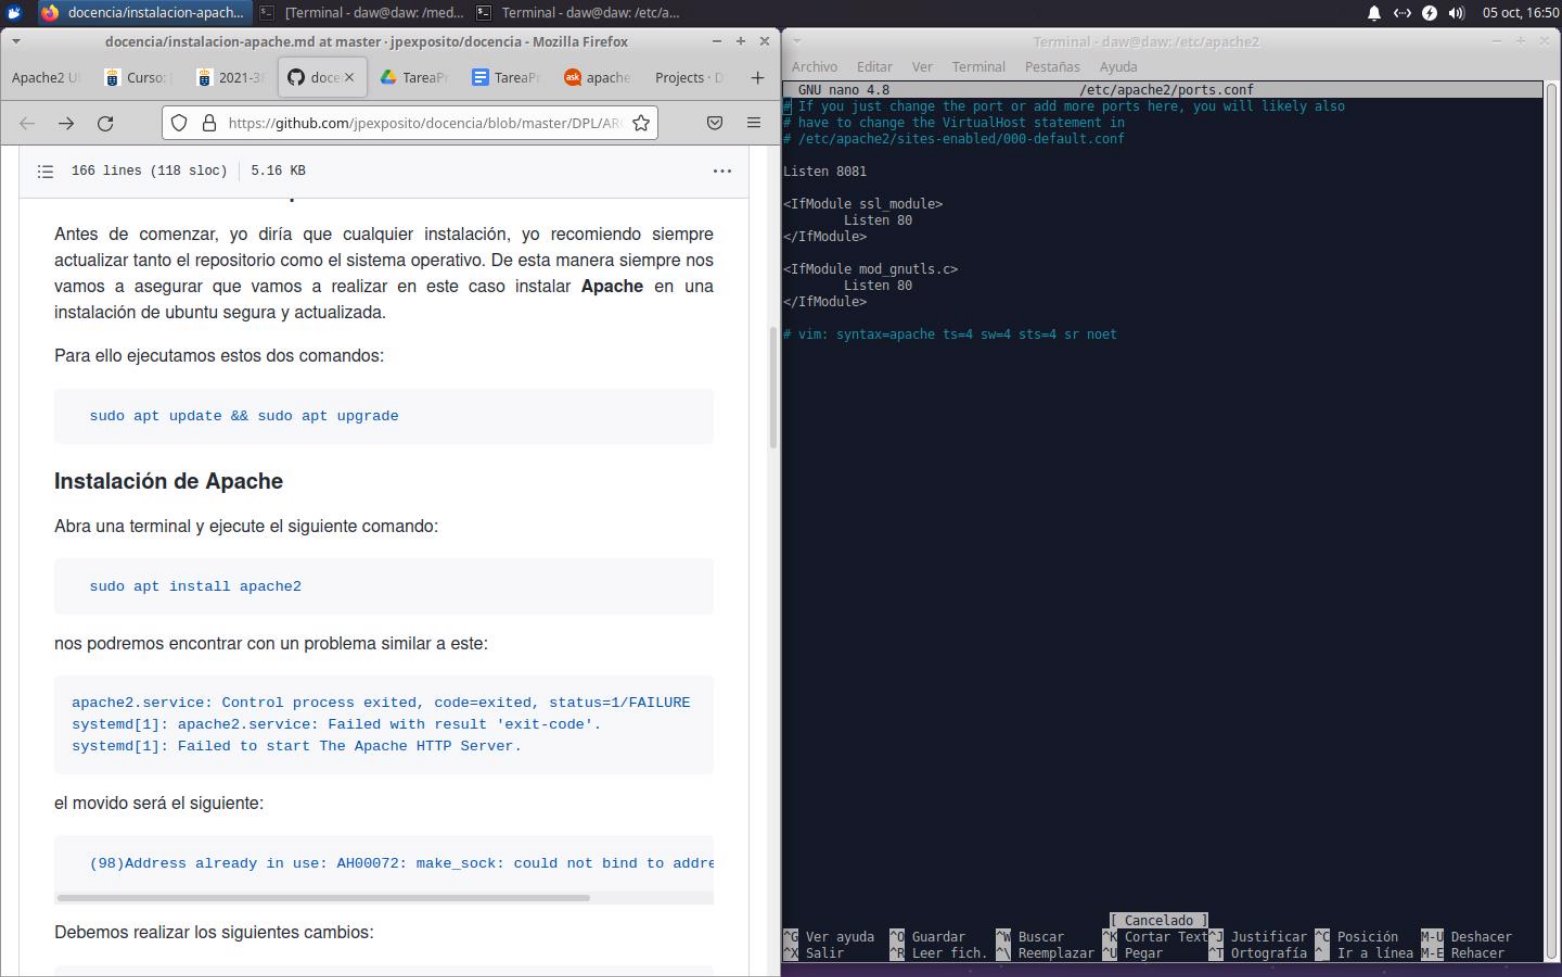 docencia/instalacion-apach...
[Terminal - daw@daw: /med...
Terminal - daw@daw: /etc/a...
05 oct, 16:50
docencia/instalacion-apache.md at master · jpexposito/docencia - Mozilla Firefox
Apache2 U
Curso:
2021-3
doce
TareaPr
TareaPr
ask
apache
Projects · D
https://github.com/jpexposito/docencia/blob/master/DPL/AR
166 lines (118 sloc)
5.16 KB
Antes de comenzar, yo diría que cualquier instalación, yo recomiendo siempre
actualizar tanto el repositorio como el sistema operativo. De esta manera siempre nos
vamos a asegurar que vamos a realizar en este caso instalar Apache en una
instalación de ubuntu segura y actualizada.
Para ello ejecutamos estos dos comandos:
sudo apt update && sudo apt upgrade
Instalación de Apache
Abra una terminal y ejecute el siguiente comando:
sudo apt install apache2
nos podremos encontrar con un problema similar a este:
apache2.service: Control process exited, code=exited, status=1/FAILURE
systemd[1]: apache2.service: Failed with result 'exit-code'.
systemd[1]: Failed to start The Apache HTTP Server.
el movido será el siguiente:
(98)Address already in use: AH00072: make_sock: could not bind to addre
Debemos realizar los siguientes cambios:
Terminal - daw@daw: /etc/apache2
Archivo Editar Ver Terminal Pestañas Ayuda
GNU nano 4.8 /etc/apache2/ports.conf
# If you just change the port or add more ports here, you will likely also
# have to change the VirtualHost statement in
# /etc/apache2/sites-enabled/000-default.conf
Listen 8081
<IfModule ssl_module>
Listen 80
</IfModule>
<IfModule mod_gnutls.c>
Listen 80
</IfModule>
# vim: syntax=apache ts=4 sw=4 sts=4 sr noet
[ Cancelado ]
^G Ver ayuda ^O Guardar ^W Buscar ^K Cortar Text ^J Justificar ^C Posición M-U Deshacer
^X Salir ^R Leer fich. ^\ Reemplazar ^U Pegar ^T Ortografía ^_ Ir a línea M-E Rehacer